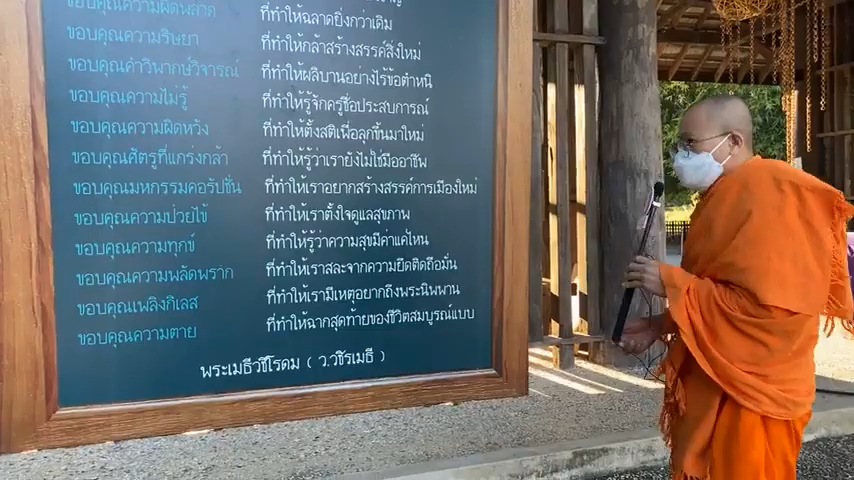 ขอบคุณความผิดพลาด ที่ทำให้ฉลาดยิ่งกว่าเดิม
ขอบคุณความริษยา ที่ทำให้กล้าสร้างสรรค์สิ่งใหม่
ขอบคุณคำวิพากษ์วิจารณ์ ที่ทำให้ผลิบานอย่างไร้ข้อตำหนิ
ขอบคุณความไม่รู้ ที่ทำให้รู้จักครูชื่อประสบการณ์
ขอบคุณความผิดหวัง ที่ทำให้ตั้งสติเพื่อลุกขึ้นมาใหม่
ขอบคุณศัตรูที่แกร่งกล้า ที่ทำให้รู้ว่าเรายังไม่ใช่มืออาชีพ
ขอบคุณมหกรรมคอรัปชั่น ที่ทำให้เราอยากสร้างสรรค์การเมืองใหม่
ขอบคุณความป่วยไข้ ที่ทำให้เราตั้งใจดูแลสุขภาพ
ขอบคุณความทุกข์ ที่ทำให้รู้ว่าความสุขมีค่าแค่ไหน
ขอบคุณความพลัดพราก ที่ทำให้เราสละจากความยึดติดถือมั่น
ขอบคุณเพลิงกิเลส ที่ทำให้เรามีเหตุอยากถึงพระนิพพาน
ขอบคุณความตาย ที่ทำให้ฉากสุดท้ายของชีวิตสมบูรณ์แบบ
พระเมธีวชิโรดม ( ว.วชิรเมธี )